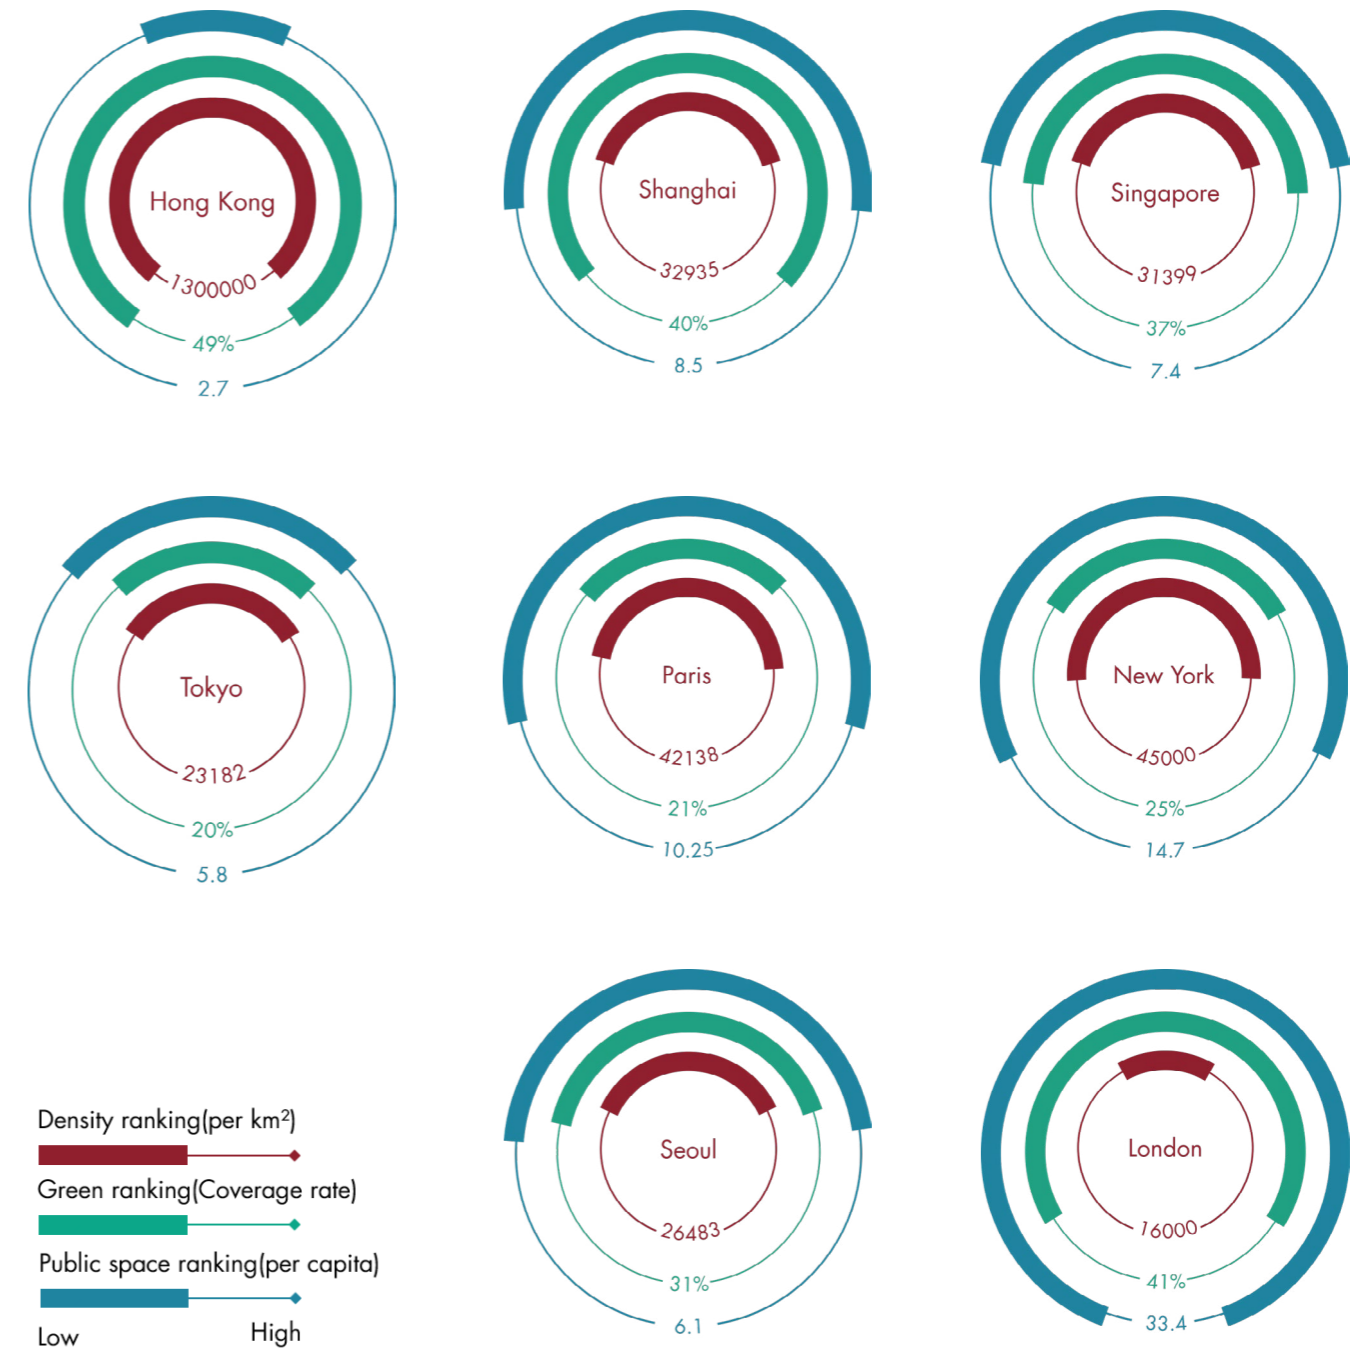 Hong Kong
1300000
49%
2.7
Shanghai
32935
40%
8.5
Singapore
31399
37%
7.4
Tokyo
23182
20%
5.8
Paris
42138
21%
10.25
New York
45000
25%
14.7
Seoul
26483
31%
6.1
London
16000
41%
33.4
Density ranking(per km²)
Green ranking(Coverage rate)
Public space ranking(per capita)
Low High